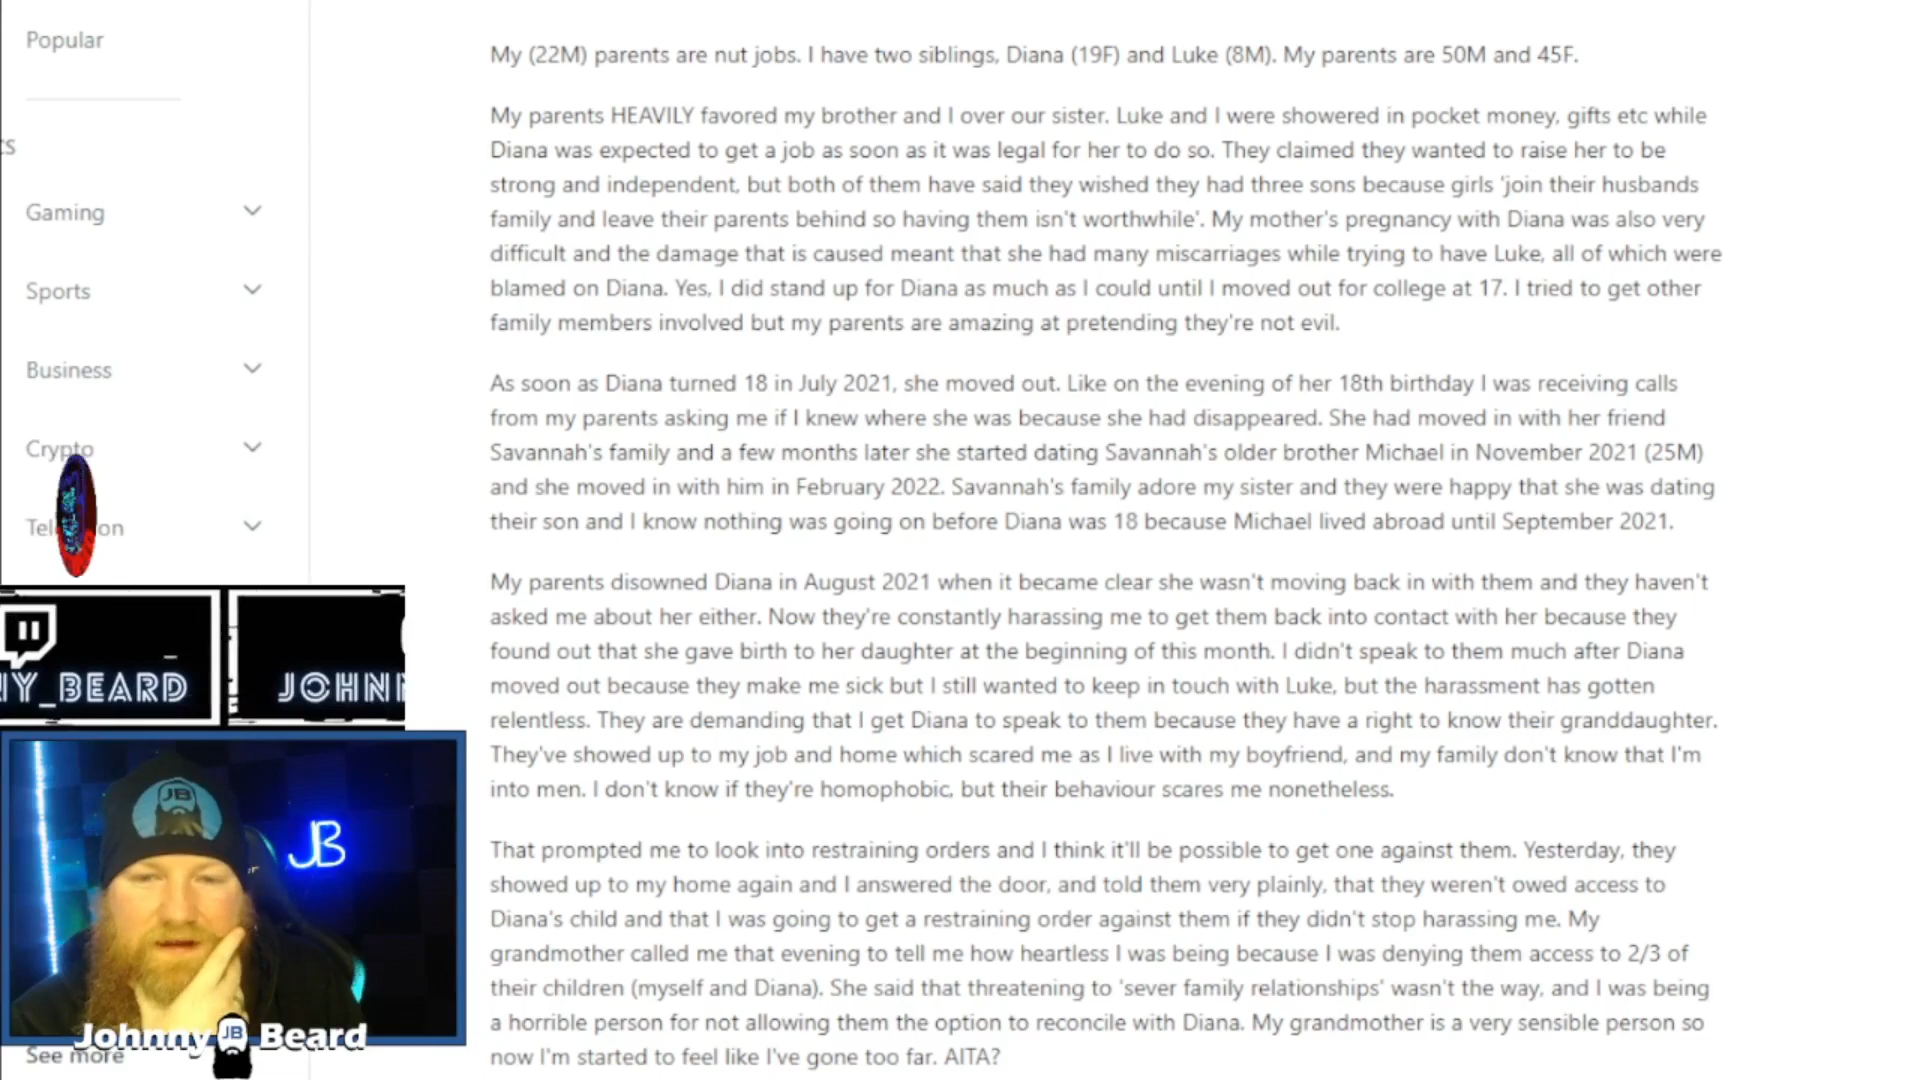 Popular
CS
Gaming
Sports
Business
Crypto
See more
My (22M) parents are nut jobs. I have two siblings, Diana (19F) and Luke (8M). My parents are 50M and 45F.
My parents HEAVILY favored my brother and I over our sister. Luke and I were showered in pocket money, gifts etc while
Diana was expected to get a job as soon as it was legal for her to do so. They claimed they wanted to raise her to be
strong and independent, but both of them have said they wished they had three sons because girls 'join their husbands
family and leave their parents behind so having them isn't worthwhile'. My mother's pregnancy with Diana was also very
difficult and the damage that is caused meant that she had many miscarriages while trying to have Luke, all of which were
blamed on Diana. Yes, I did stand up for Diana as much as I could until I moved out for college at 17. I tried to get other
family members involved but my parents are amazing at pretending they're not evil.
As soon as Diana turned 18 in July 2021, she moved out. Like on the evening of her 18th birthday I was receiving calls
from my parents asking me if I knew where she was because she had disappeared. She had moved in with her friend
Savannah's family and a few months later she started dating Savannah's older brother Michael in November 2021 (25M)
and she moved in with him in February 2022. Savannah's family adore my sister and they were happy that she was dating
their son and I know nothing was going on before Diana was 18 because Michael lived abroad until September 2021.
My parents disowned Diana in August 2021 when it became clear she wasn't moving back in with them and they haven't
asked me about her either. Now they're constantly harassing me to get them back into contact with her because they
found out that she gave birth to her daughter at the beginning of this month. I didn't speak to them much after Diana
moved out because they make me sick but I still wanted to keep in touch with Luke, but the harassment has gotten
relentless. They are demanding that I get Diana to speak to them because they have a right to know their granddaughter.
They've showed up to my job and home which scared me as I live with my boyfriend, and my family don't know that I'm
into men. I don't know if they're homophobic, but their behaviour scares me nonetheless.
That prompted me to look into restraining orders and I think it'll be possible to get one against them. Yesterday, they
showed up to my home again and I answered the door, and told them very plainly, that they weren't owed access to
Diana's child and that I was going to get a restraining order against them if they didn't stop harassing me. My
grandmother called me that evening to tell me how heartless I was being because I was denying them access to 2/3 of
their children (myself and Diana). She said that threatening to 'sever family relationships' wasn't the way, and I was being
a horrible person for not allowing them the option to reconcile with Diana. My grandmother is a very sensible person so
now I'm started to feel like I've gone too far. AITA?
NY_BEARD
JOHN
JB
JB
Johnny JB Beard